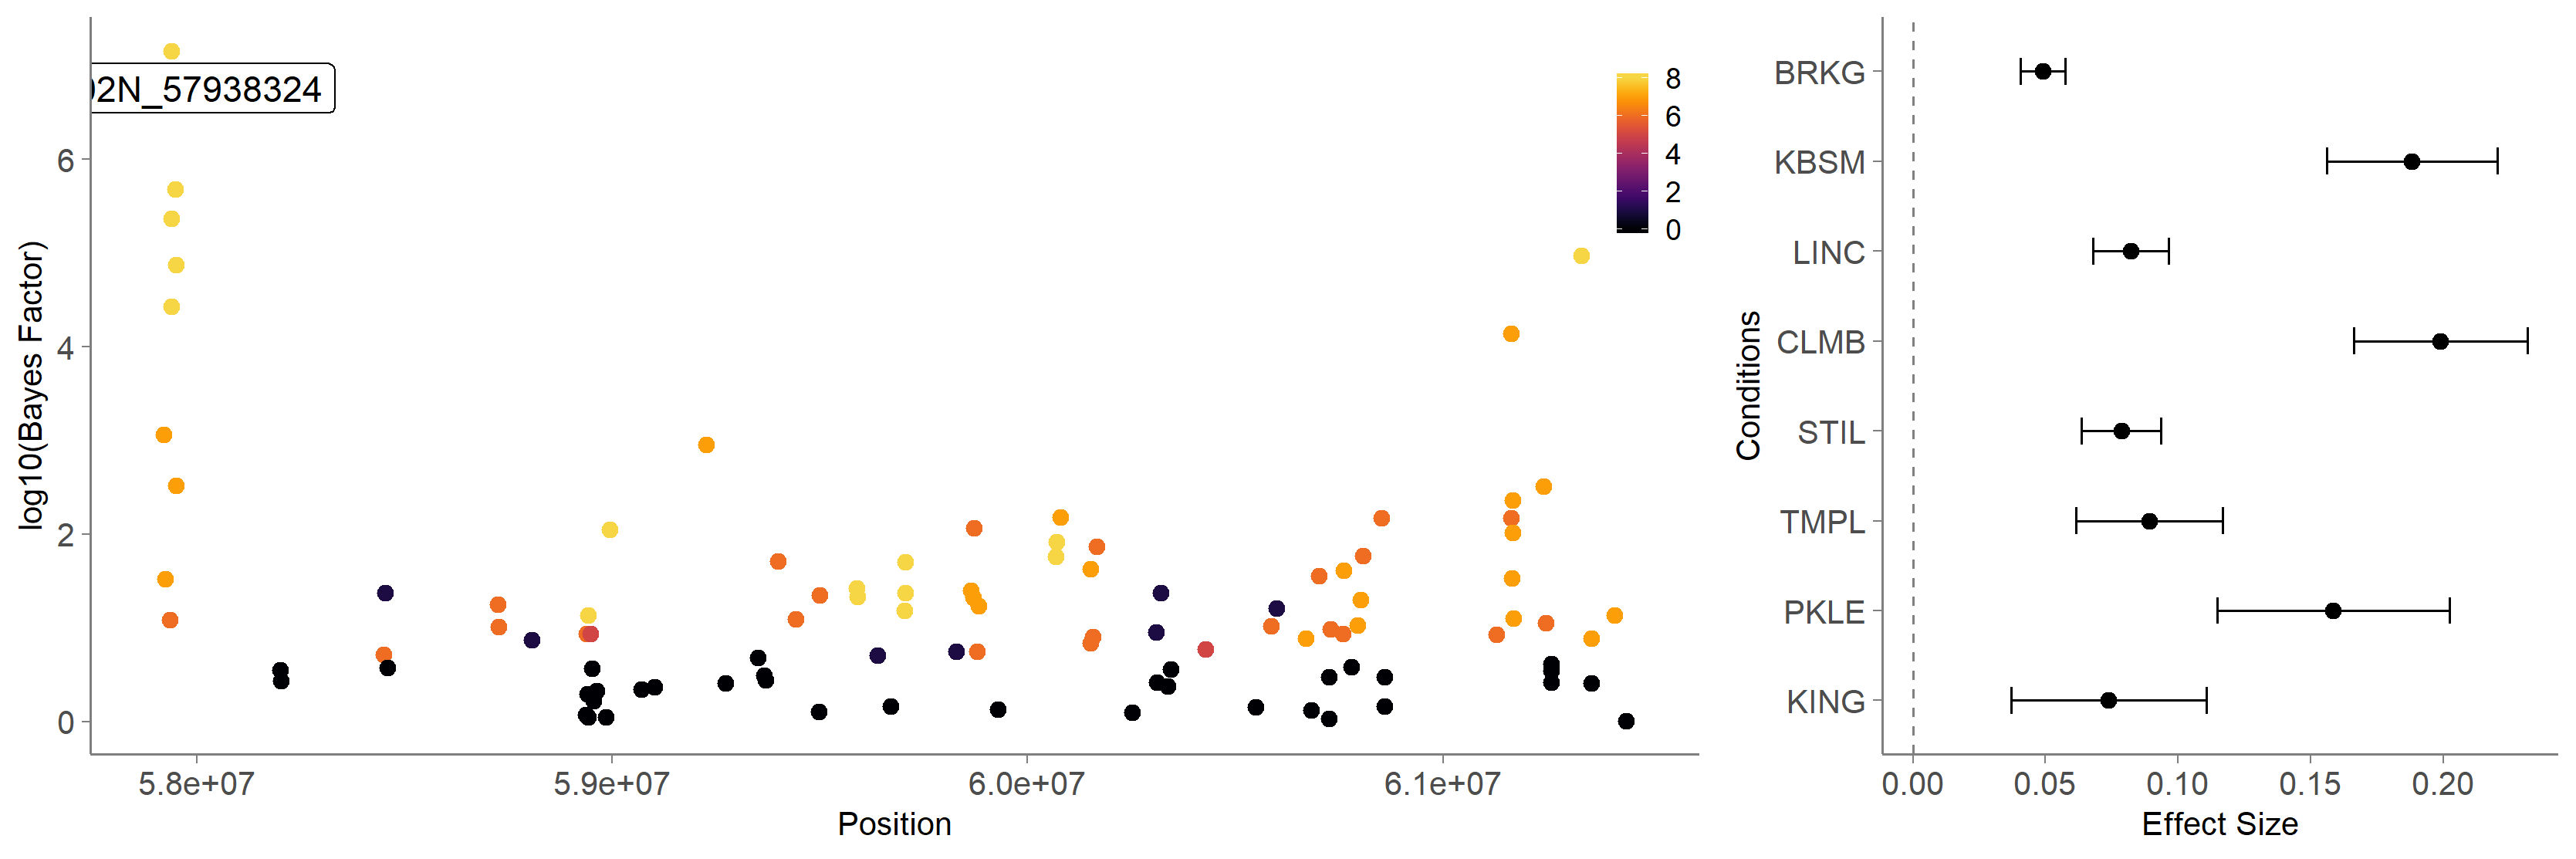 2N_57938324
log10(Bayes Factor)
6
4
2
0
5.8e+07 5.9e+07 6.0e+07 6.1e+07
Position
8
6
4
2
0
Conditions
BRKG
KBSM
LINC
CLMB
STIL
TMPL
PKLE
KING
0.00 0.05 0.10 0.15 0.20
Effect Size